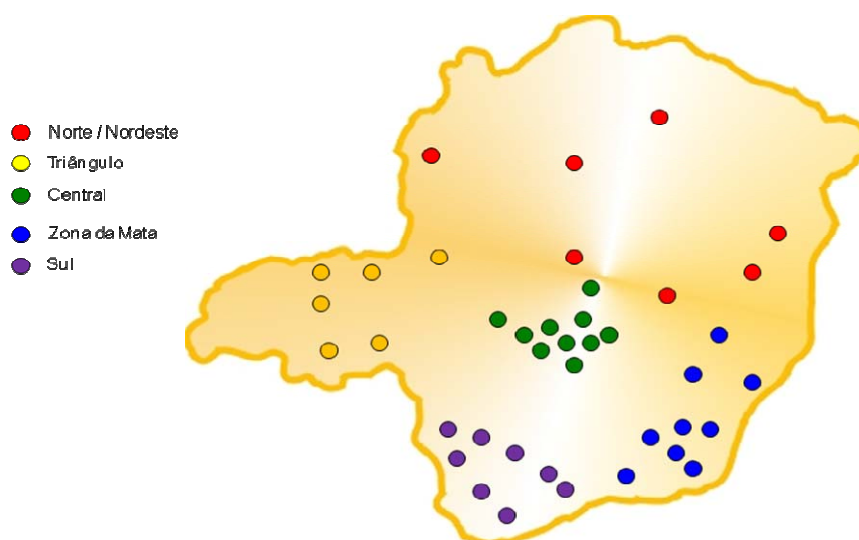 Norte / Nordeste
Triângulo
Central
Zona da Mata
Sul